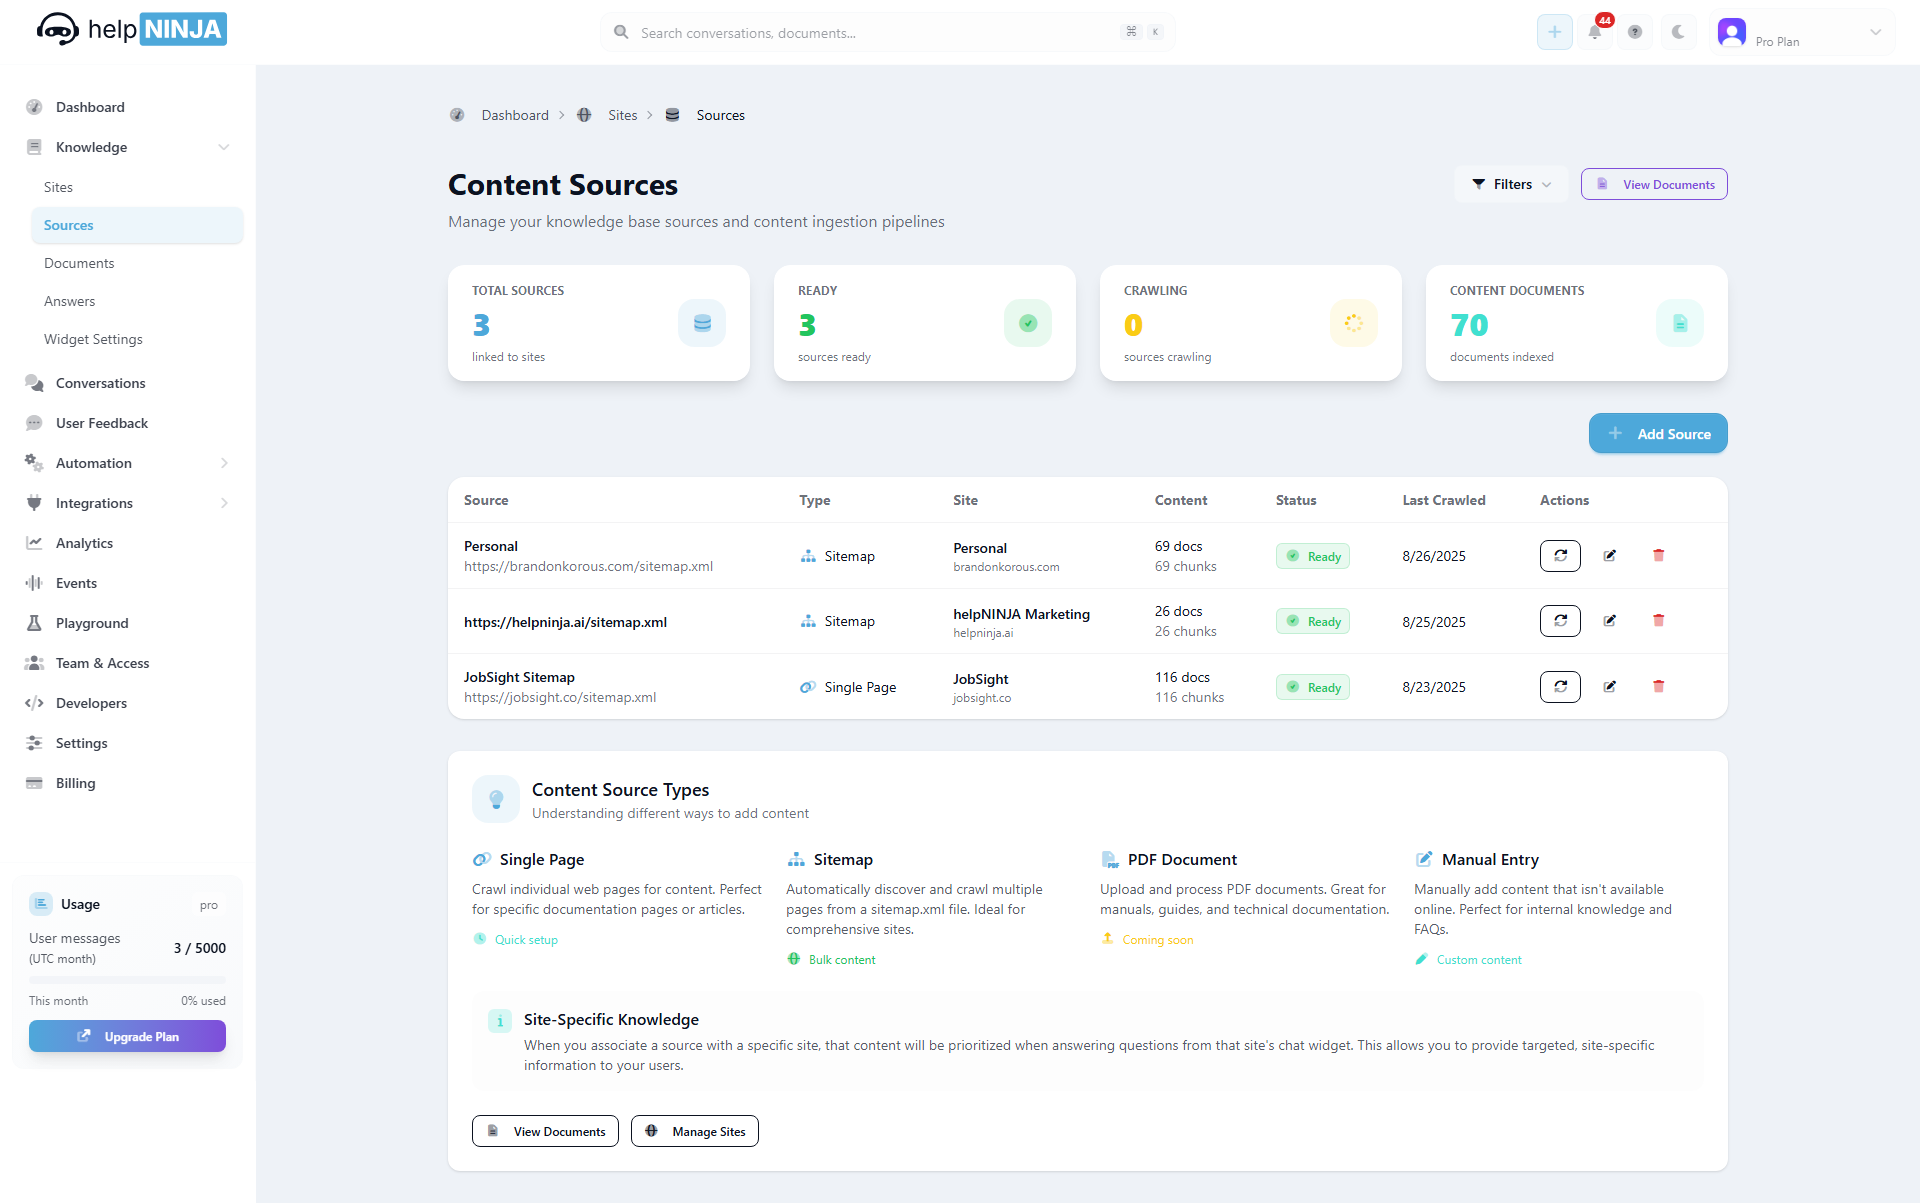 help NINJA
Search conversations, documents...
⌘ K
44
Pro Plan
Dashboard
Knowledge
Sites
Sources
Documents
Answers
Widget Settings
Conversations
User Feedback
Automation
Integrations
Analytics
Events
Playground
Team & Access
Developers
Settings
Billing
Usage
pro
User messages
(UTC month)
3 / 5000
This month
0% used
Upgrade Plan
Dashboard > Sites > Sources
Content Sources
Manage your knowledge base sources and content ingestion pipelines
Filters
View Documents
TOTAL SOURCES
3
linked to sites
READY
3
sources ready
CRAWLING
0
sources crawling
CONTENT DOCUMENTS
70
documents indexed
Add Source
Source Type Site Content Status Last Crawled Actions
Personal
https://brandonkorous.com/sitemap.xml
Sitemap
Personal
brandonkorous.com
69 docs
69 chunks
Ready
8/26/2025
https://helpninja.ai/sitemap.xml
Sitemap
helpNINJA Marketing
helpninja.ai
26 docs
26 chunks
Ready
8/25/2025
JobSight Sitemap
https://jobsight.co/sitemap.xml
Single Page
JobSight
jobsight.co
116 docs
116 chunks
Ready
8/23/2025
Content Source Types
Understanding different ways to add content
Single Page
Crawl individual web pages for content. Perfect
for specific documentation pages or articles.
Quick setup
Sitemap
Automatically discover and crawl multiple
pages from a sitemap.xml file. Ideal for
comprehensive sites.
Bulk content
PDF Document
Upload and process PDF documents. Great for
manuals, guides, and technical documentation.
Coming soon
Manual Entry
Manually add content that isn't available
online. Perfect for internal knowledge and
FAQs.
Custom content
Site-Specific Knowledge
When you associate a source with a specific site, that content will be prioritized when answering questions from that site's chat widget. This allows you to provide targeted, site-specific
information to your users.
View Documents
Manage Sites